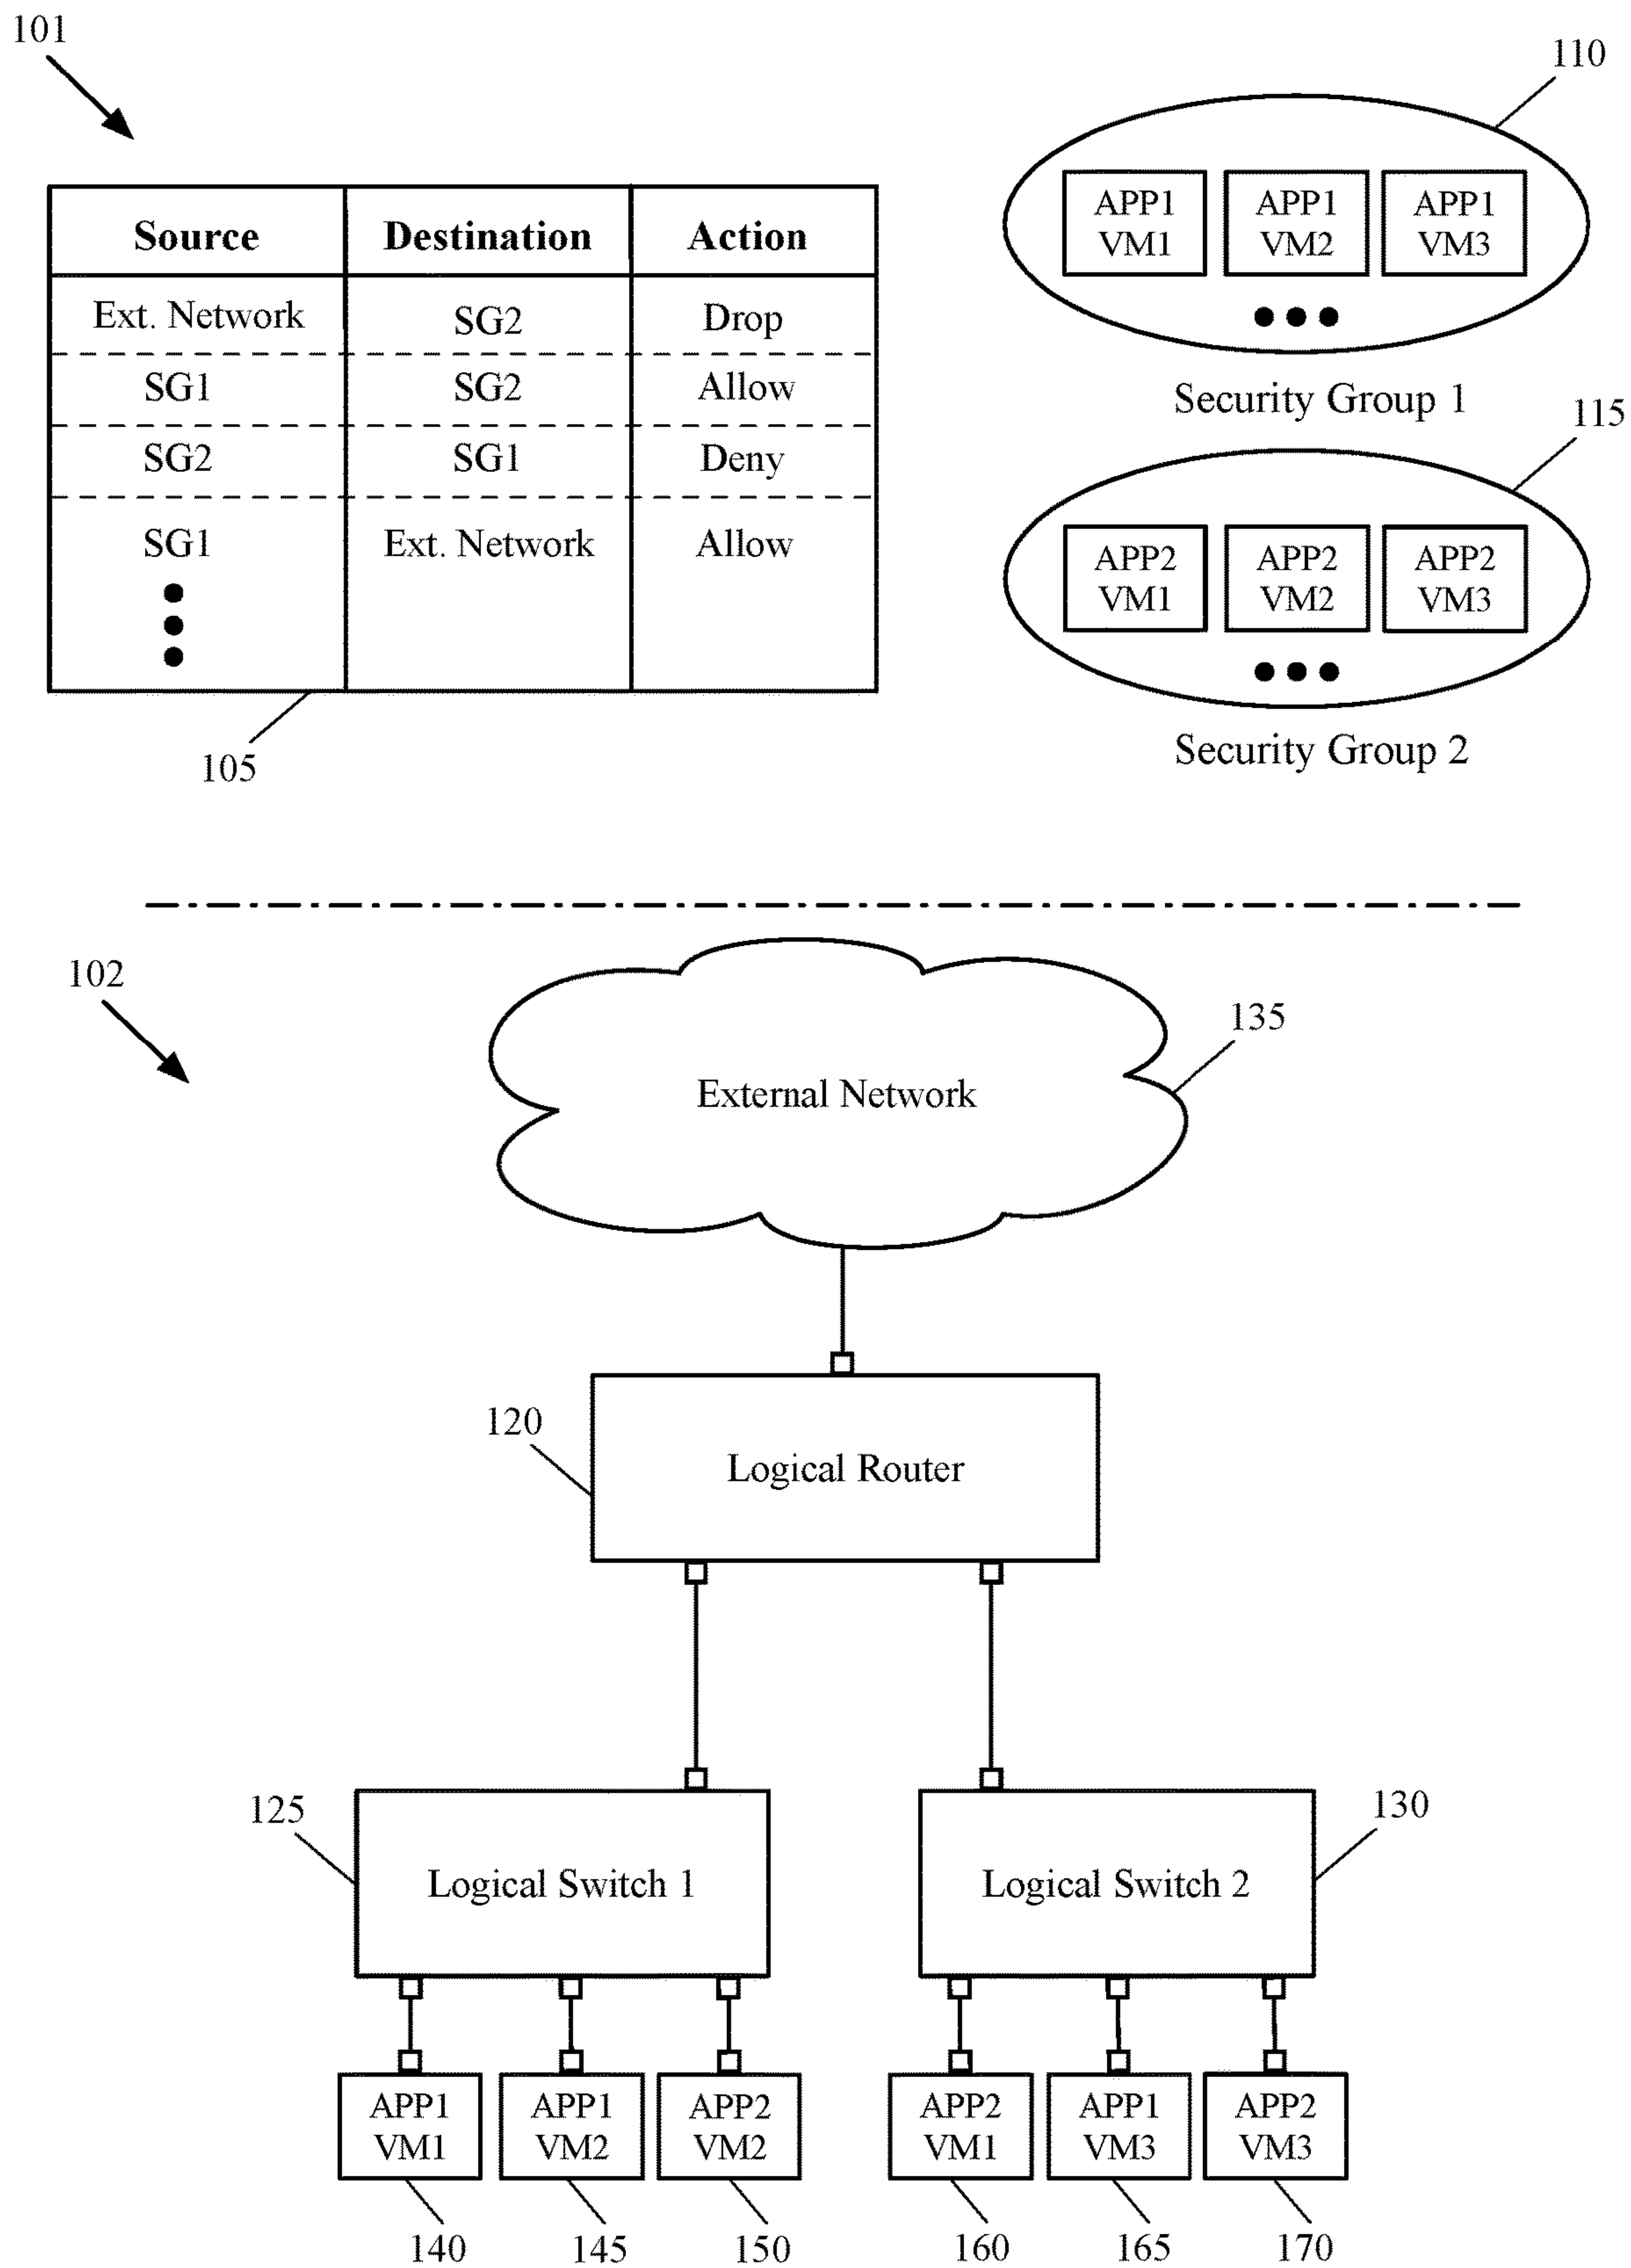 101
110
Source Destination Action
Ext. Network SG2 Drop
SG1 SG2 Allow
SG2 SG1 Deny
SG1 Ext. Network Allow
105
APP1 VM1
APP1 VM2
APP1 VM3
Security Group 1
115
APP2 VM1
APP2 VM2
APP2 VM3
Security Group 2
102
135
External Network
120
Logical Router
125
Logical Switch 1
130
Logical Switch 2
APP1 VM1
APP1 VM2
APP2 VM2
APP2 VM1
APP1 VM3
APP2 VM3
140
145
150
160
165
170